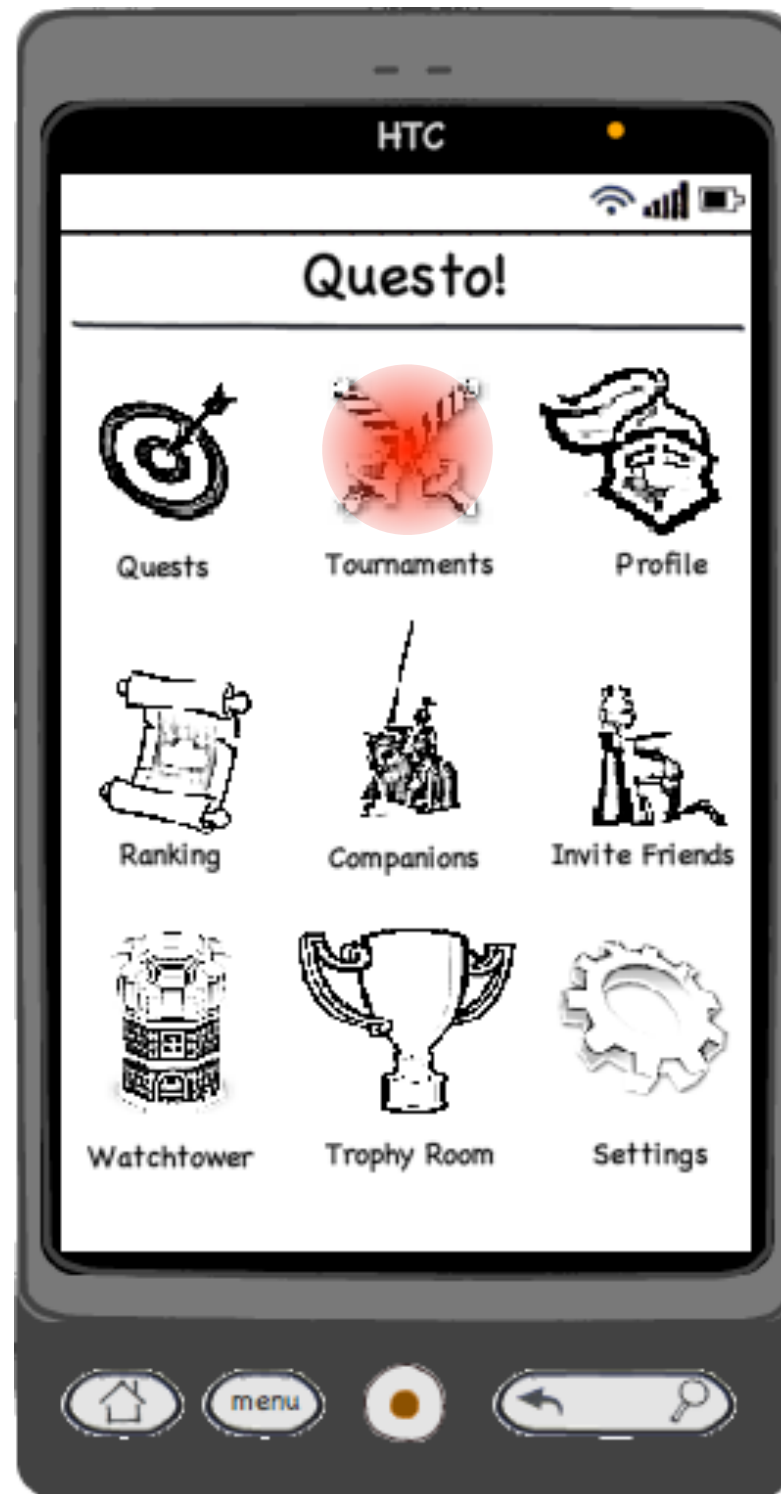 HTC
Questo!
Quests Tournaments Profile
Ranking Companions Invite Friends
Watchtower Trophy Room Settings
menu